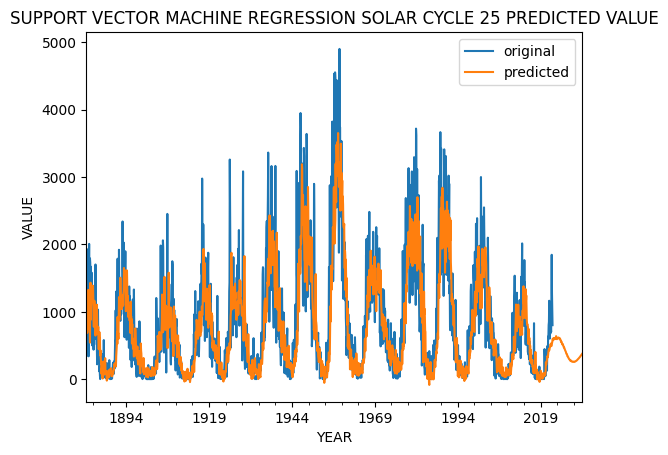 SUPPORT VECTOR MACHINE REGRESSION SOLAR CYCLE 25 PREDICTED VALUE
original
predicted
5000
4000
3000
2000
1000
0
VALUE
1894 1919 1944 1969 1994 2019
YEAR